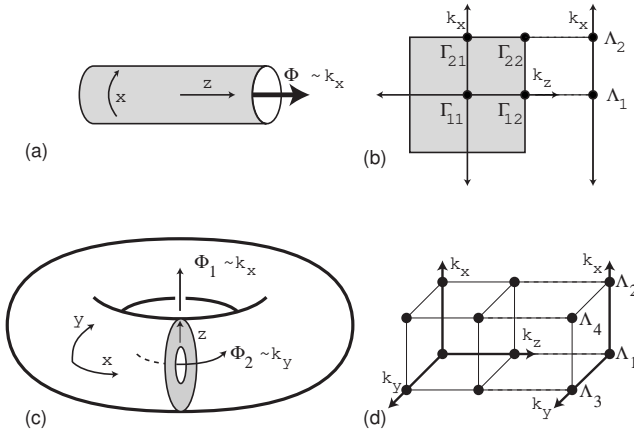 x
z
Φ ~ k_x
(a)
k_x
k_x
Γ_21
Γ_22
Λ_2
k_z
Λ_1
Γ_11
Γ_12
(b)
Φ_1 ~k_x
y
x
z
Φ_2 ~k_y
(c)
k_x
k_x
Λ_2
Λ_4
k_z
Λ_1
k_y
Λ_3
k_y
(d)